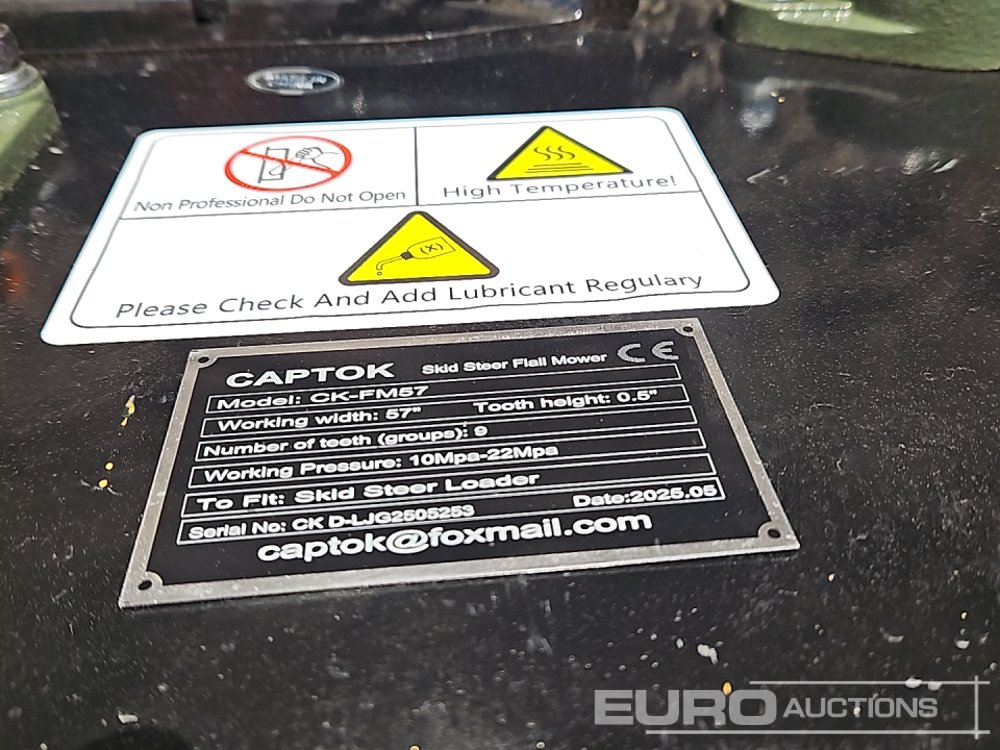 Non Professional Do Not Open
High Temperature!
(X)
Please Check And Add Lubricant Regulary
CAPTOK Skid Steer Flail Mower CE
Model: CK-FM57
Working width: 57" Tooth height: 0.5"
Number of teeth (groups): 9
Working Pressure: 10Mpa-22Mpa
To Fit: Skid Steer Loader
Serial No: CK D-LJG2505253 Date:2025.05
captok@foxmail.com
EURO AUCTIONS